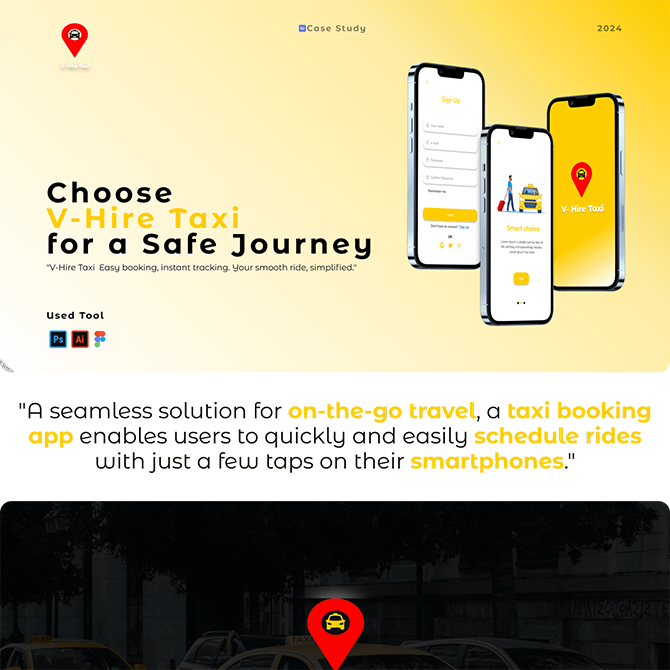 Case Study
2024
Choose
V-Hire Taxi
for a Safe Journey
"V-Hire Taxi Easy booking, instant tracking. Your smooth ride, simplified."
Used Tool
Ps Ai
Sign Up
User name
e-mail
Password
Confirm Password
Remember me
Don't have an account? Sign up
OR
Smart choice
V- Hire Taxi
"A seamless solution for on-the-go travel, a taxi booking
app enables users to quickly and easily schedule rides
with just a few taps on their smartphones."
TAXI